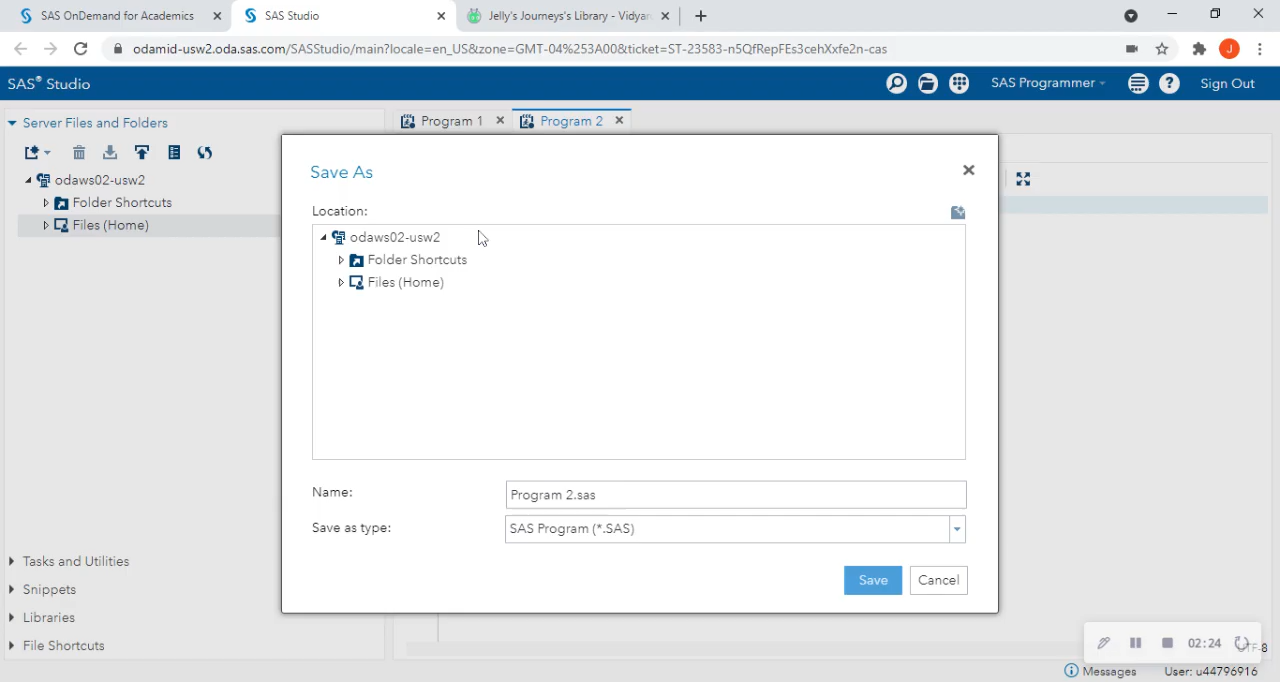 SAS OnDemand for Academics
SAS Studio
Jelly's Journeys's Library - Vidyar
odamid-usw2.oda.sas.com/SASStudio/main?locale=en_US&zone=GMT-04%253A00&ticket=ST-23583-n5QfRepFEs3cehXxfe2n-cas
J
SAS® Studio
SAS Programmer
Sign Out
Server Files and Folders
Program 1
Program 2
odaws02-usw2
Folder Shortcuts
Files (Home)
Save As
Location:
odaws02-usw2
Folder Shortcuts
Files (Home)
Name:
Program 2.sas
Save as type:
SAS Program (*.SAS)
Save
Cancel
Tasks and Utilities
Snippets
Libraries
File Shortcuts
02:24
Messages
User: u44796916